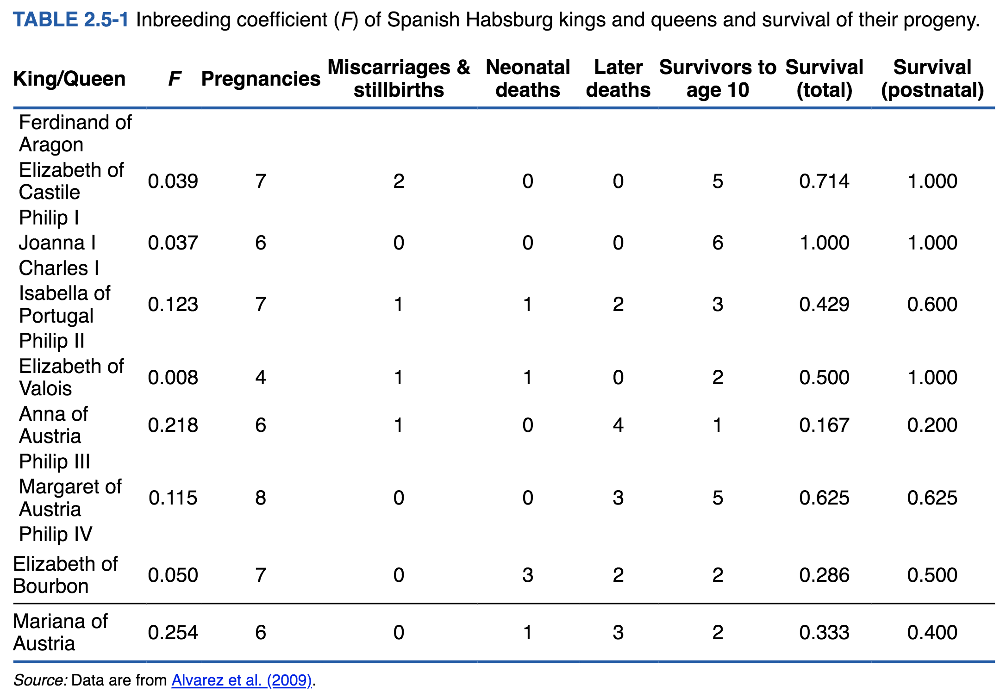 TABLE 2.5-1 Inbreeding coefficient (F) of Spanish Habsburg kings and queens and survival of their progeny.
King/Queen F Pregnancies Miscarriages & stillbirths Neonatal deaths Later deaths Survivors to age 10 Survival (total) Survival (postnatal)
Ferdinand of Aragon
Elizabeth of Castile 0.039 7 2 0 0 5 0.714 1.000
Philip I
Joanna I 0.037 6 0 0 0 6 1.000 1.000
Charles I
Isabella of Portugal 0.123 7 1 1 2 3 0.429 0.600
Philip II
Elizabeth of Valois 0.008 4 1 1 0 2 0.500 1.000
Anna of Austria 0.218 6 1 0 4 1 0.167 0.200
Philip III
Margaret of Austria 0.115 8 0 0 3 5 0.625 0.625
Philip IV
Elizabeth of Bourbon 0.050 7 0 3 2 2 0.286 0.500
Mariana of Austria 0.254 6 0 1 3 2 0.333 0.400
Source: Data are from Alvarez et al. (2009).